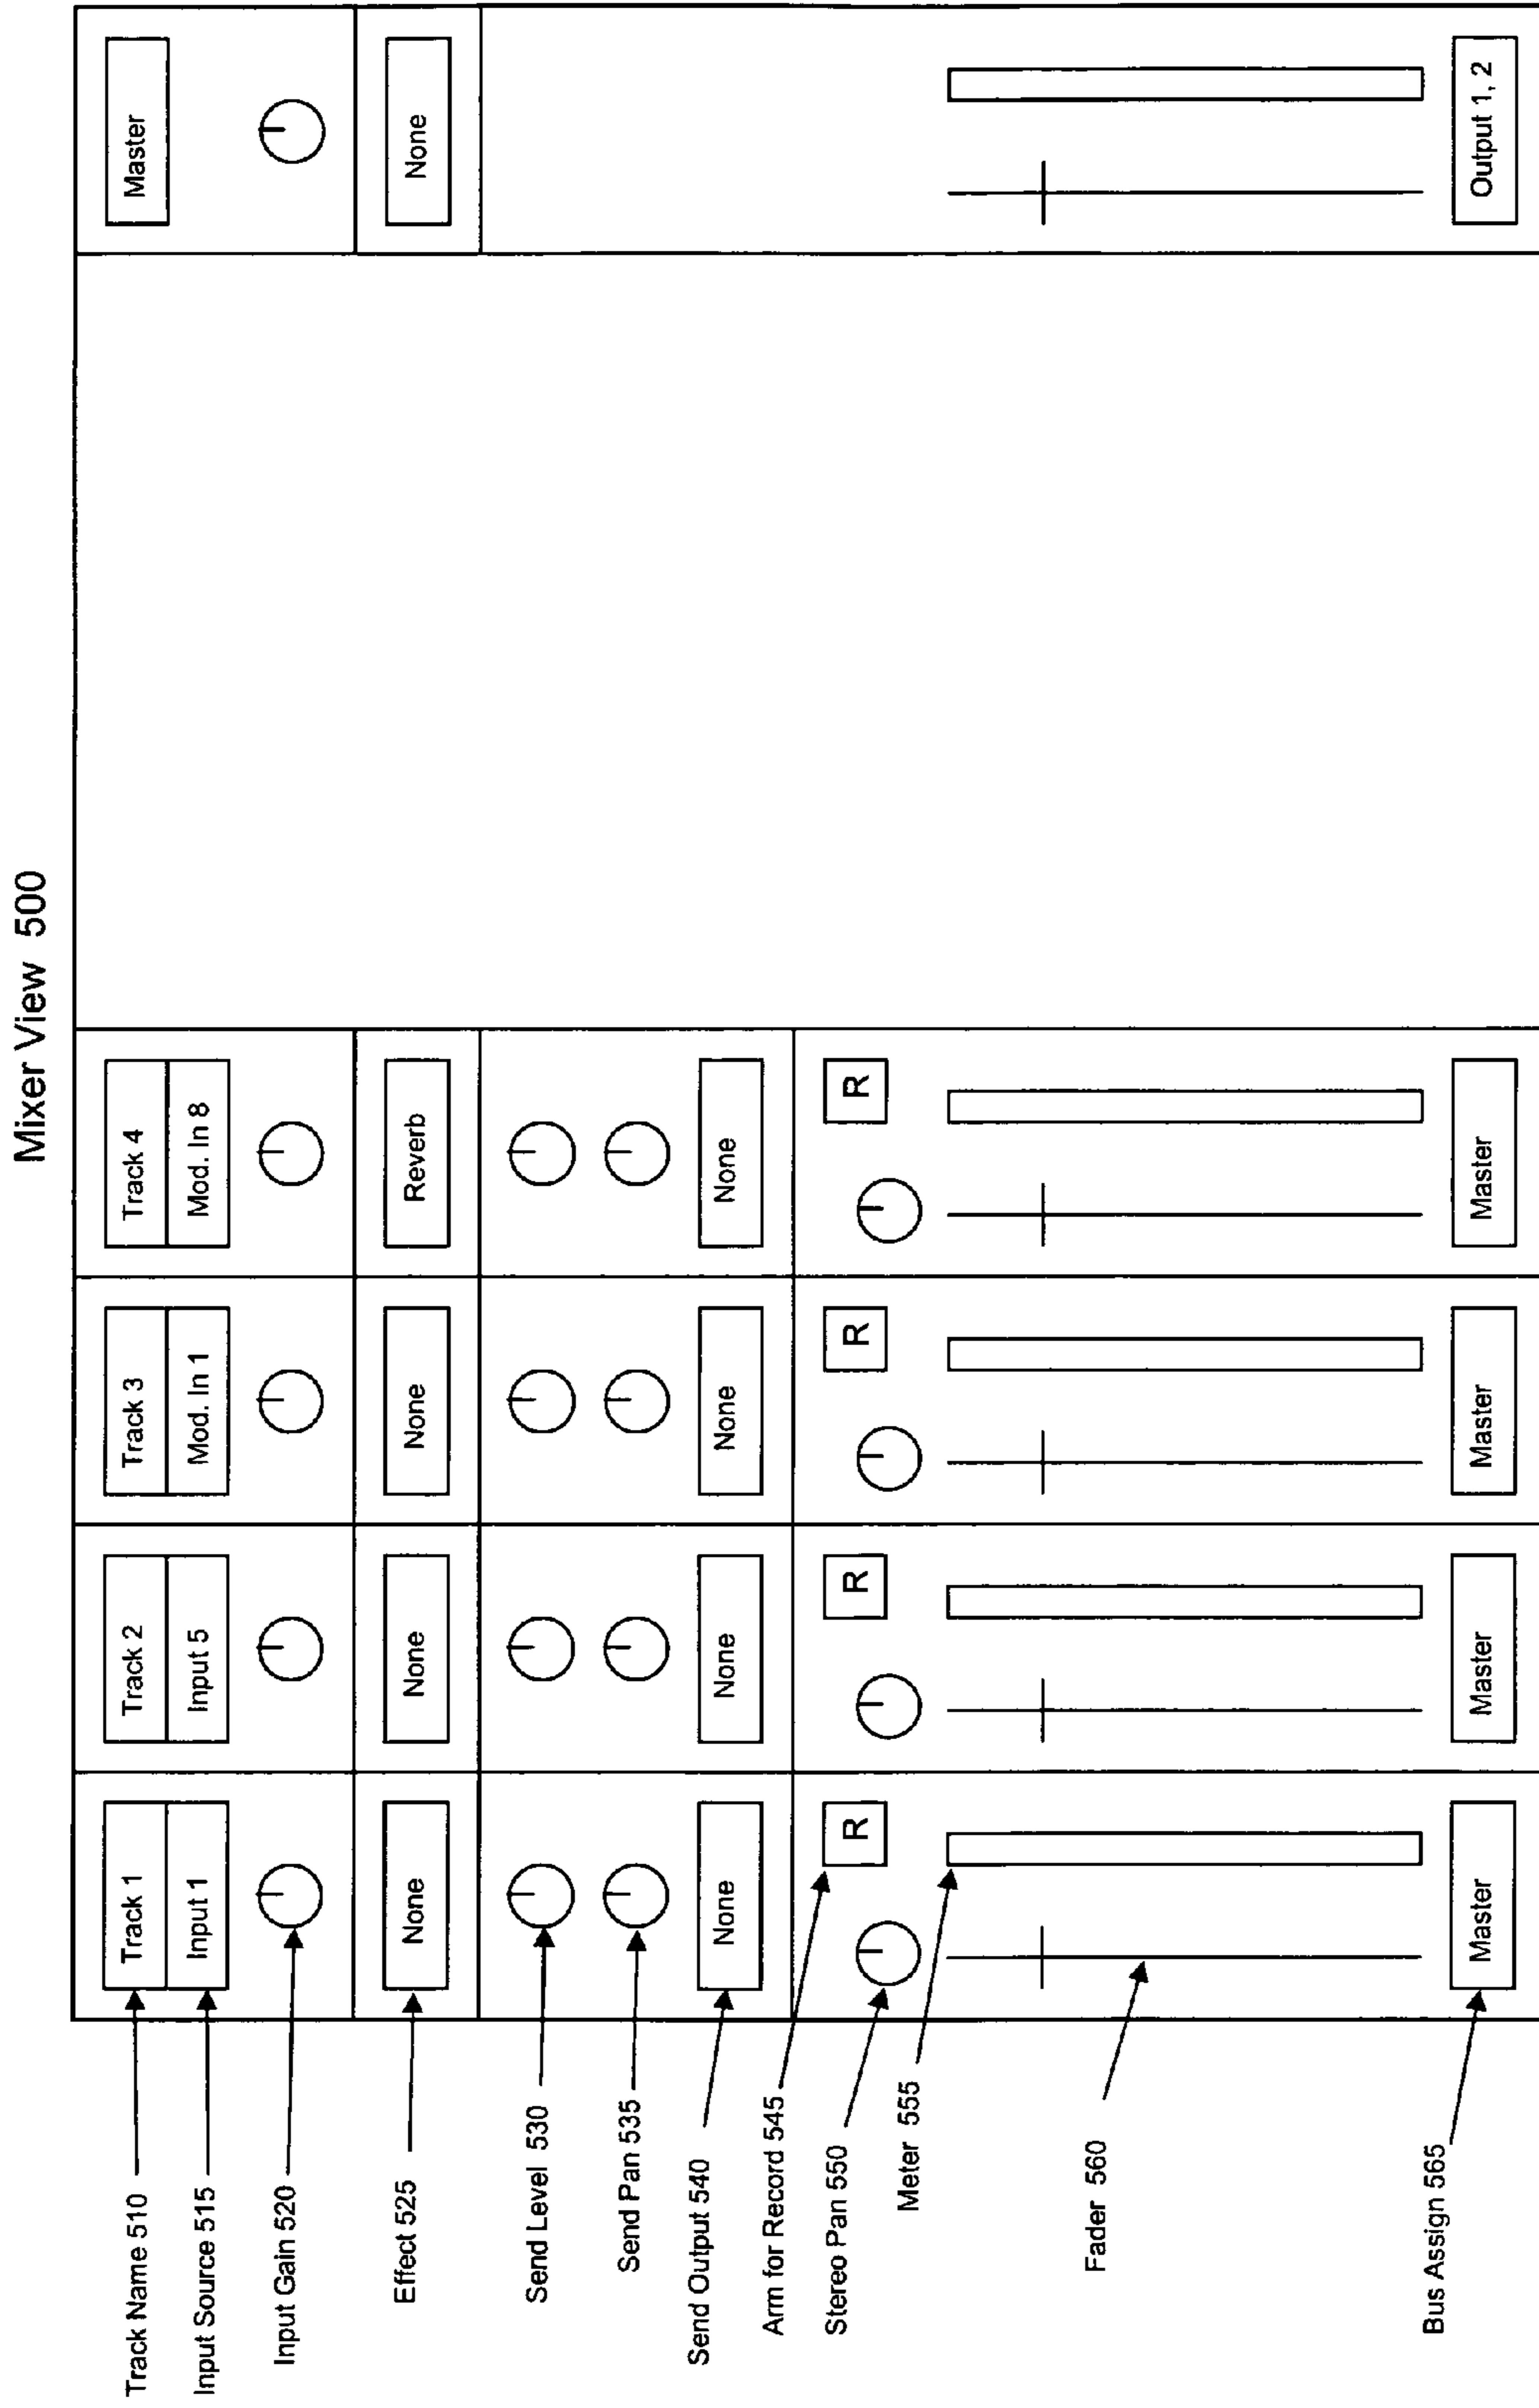 Mixer View 500
Track Name 510
Track 1
Track 2
Track 3
Track 4
Master
Input Source 515
Input 1
Input 5
Mod. In 1
Mod. In 8
Input Gain 520
Effect 525
None
None
None
Reverb
None
Send Level 530
Send Pan 535
Send Output 540
None
None
None
None
Arm for Record 545
R
R
R
R
Stereo Pan 550
Meter 555
Fader 560
Bus Assign 565
Master
Master
Master
Master
Output 1, 2